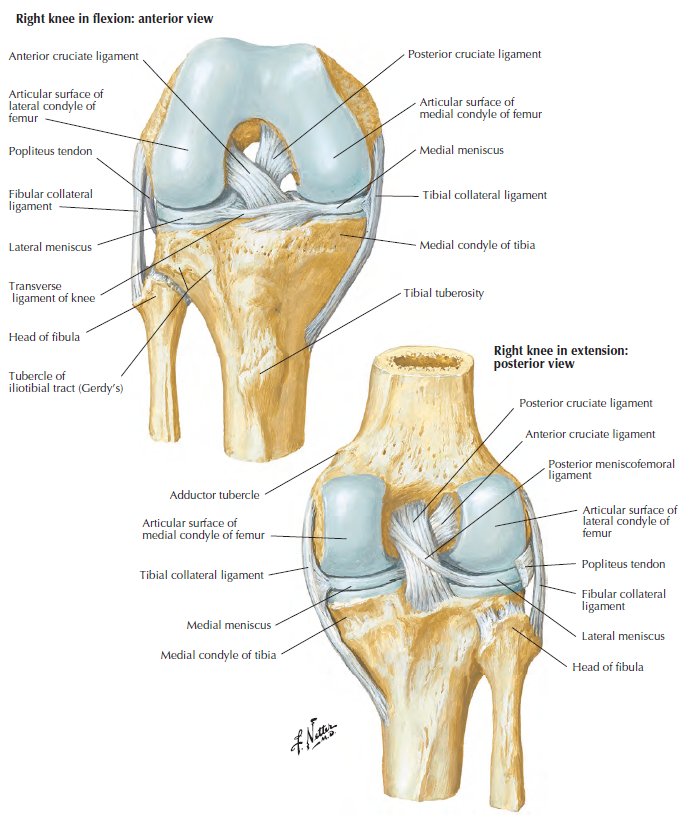 Right knee in flexion: anterior view
Anterior cruciate ligament
Articular surface of
lateral condyle of
femur
Popliteus tendon
Fibular collateral
ligament
Lateral meniscus
Transverse
ligament of knee
Head of fibula
Tubercle of
iliotibial tract (Gerdy's)
Posterior cruciate ligament
Articular surface of
medial condyle of femur
Medial meniscus
Tibial collateral ligament
Medial condyle of tibia
Tibial tuberosity
Right knee in extension:
posterior view
Adductor tubercle
Articular surface of
medial condyle of femur
Tibial collateral ligament
Medial meniscus
Medial condyle of tibia
Posterior cruciate ligament
Anterior cruciate ligament
Posterior meniscofemoral
ligament
Articular surface of
lateral condyle of
femur
Popliteus tendon
Fibular collateral
ligament
Lateral meniscus
Head of fibula
F. Netter
M.D.